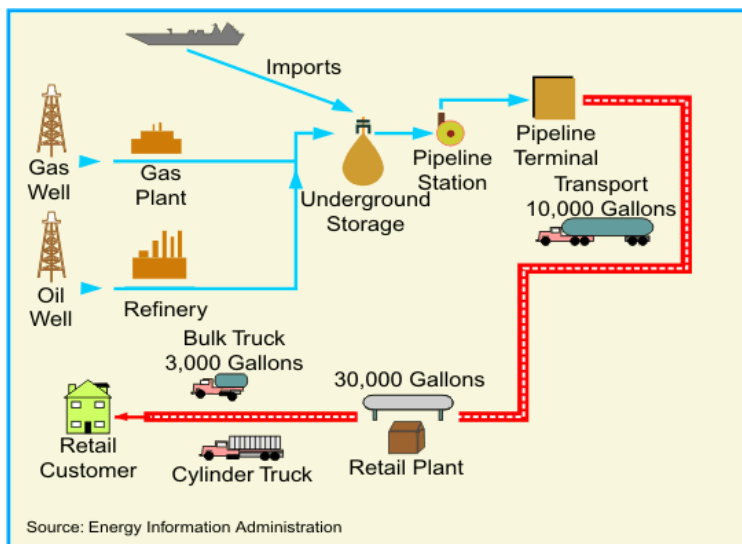 Imports
Gas
Well
Gas
Plant
Underground
Storage
Pipeline
Station
Pipeline
Terminal
Transport
10,000 Gallons
Oil
Well
Refinery
Bulk Truck
3,000 Gallons
30,000 Gallons
Retail
Customer
Cylinder Truck
Retail Plant
Source: Energy Information Administration